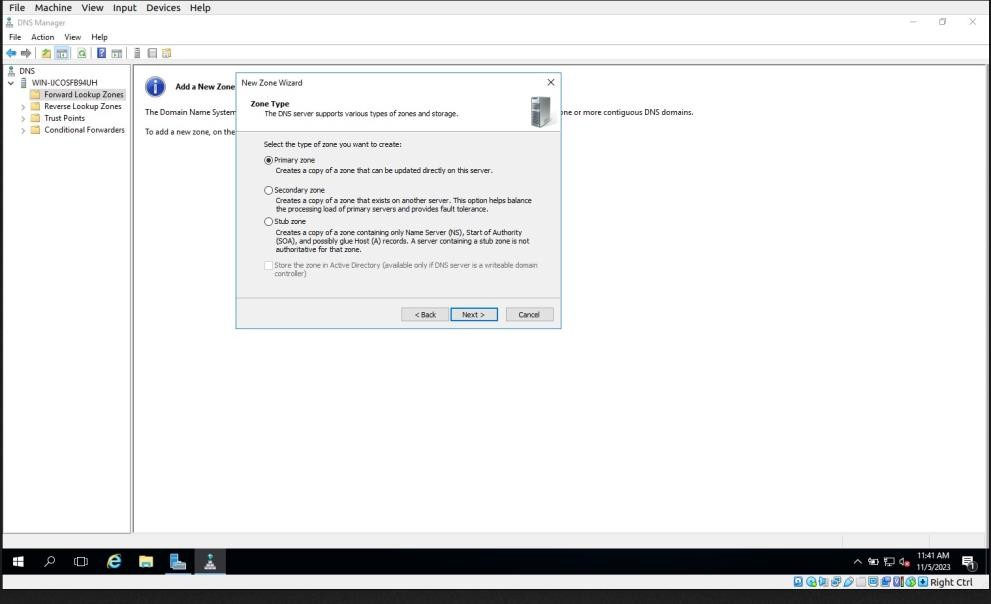 File Machine View Input Devices Help
DNS Manager
File Action View Help
DNS
WIN-IJCOSFB94UH
Forward Lookup Zones
Reverse Lookup Zones
Trust Points
Conditional Forwarders
Add a New Zone
The Domain Name System
one or more contiguous DNS domains.
To add a new zone, on the
New Zone Wizard
Zone Type
The DNS server supports various types of zones and storage.
Select the type of zone you want to create:
Primary zone
Creates a copy of a zone that can be updated directly on this server.
Secondary zone
Creates a copy of a zone that exists on another server. This option helps balance
the processing load of primary servers and provides fault tolerance.
Stub zone
Creates a copy of a zone containing only Name Server (NS), Start of Authority
(SOA), and possibly glue Host (A) records. A server containing a stub zone is not
authoritative for that zone.
Store the zone in Active Directory (available only if DNS server is a writeable domain
controller)
< Back Next > Cancel
11:41 AM
11/5/2023
1
Right Ctrl